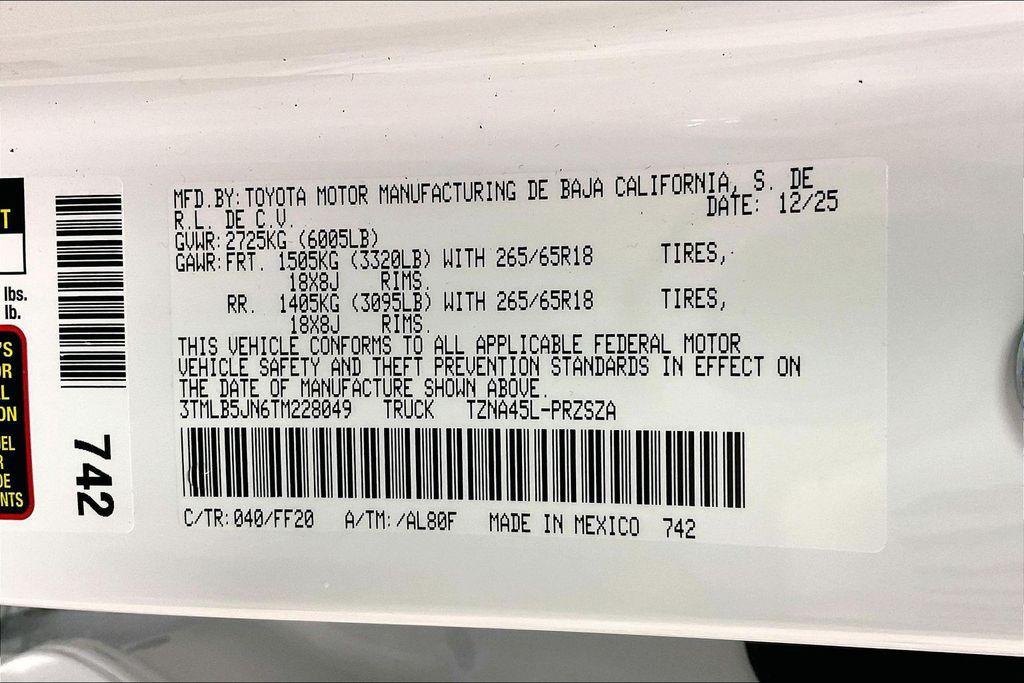 MFD.BY: TOYOTA MOTOR MANUFACTURING DE BAJA CALIFORNIA, S. DE
R.L. DE C.V. DATE: 12/25
GVWR: 2725KG (6005LB)
GAWR: FRT. 1505KG (3320LB) WITH 265/65R18 TIRES,
18X8J RIMS.
RR. 1405KG (3095LB) WITH 265/65R18 TIRES,
18X8J RIMS.
THIS VEHICLE CONFORMS TO ALL APPLICABLE FEDERAL MOTOR
VEHICLE SAFETY AND THEFT PREVENTION STANDARDS IN EFFECT ON
THE DATE OF MANUFACTURE SHOWN ABOVE.
3TMLB5JN6TM228049 TRUCK TZNA45L-PRZSZA
C/TR: 040/FF20 A/TM: /AL80F MADE IN MEXICO 742
742
lbs.
lb.